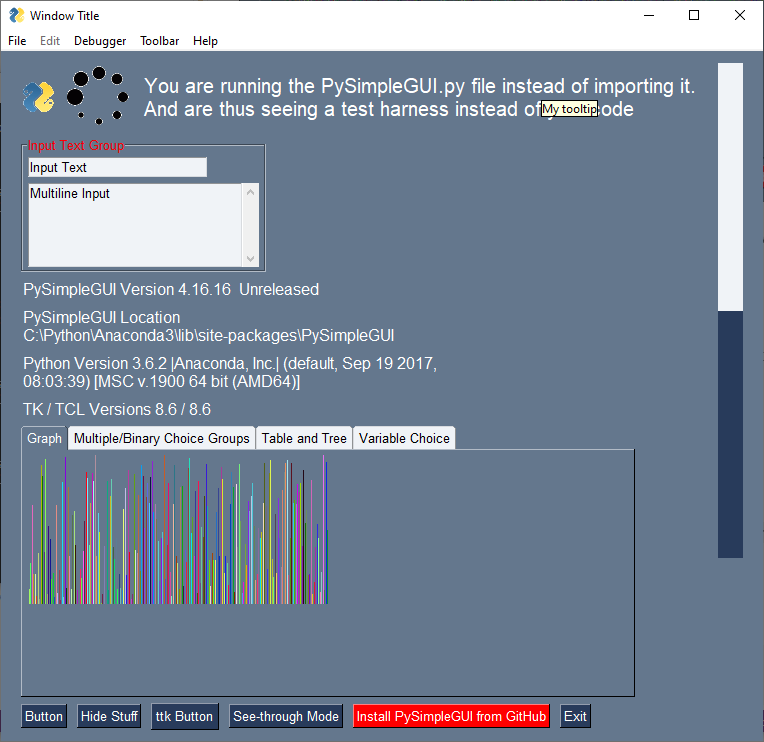 Window Title
File Edit Debugger Toolbar Help
You are running the PySimpleGUI.py file instead of importing it.
And are thus seeing a test harness instead of ode
My tooltip
Input Text Group
Input Text
Multiline Input
PySimpleGUI Version 4.16.16  Unreleased
PySimpleGUI Location
C:\Python\Anaconda3\lib\site-packages\PySimpleGUI
Python Version 3.6.2 |Anaconda, Inc.| (default, Sep 19 2017,
08:03:39) [MSC v.1900 64 bit (AMD64)]
TK / TCL Versions 8.6 / 8.6
Graph Multiple/Binary Choice Groups Table and Tree Variable Choice
Button Hide Stuff ttk Button See-through Mode Install PySimpleGUI from GitHub Exit